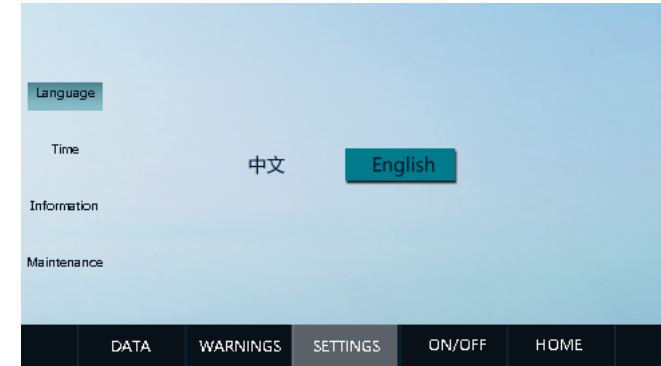 Language
Time
中文 English
Information
Maintenance
DATA WARNINGS SETTINGS ON/OFF HOME